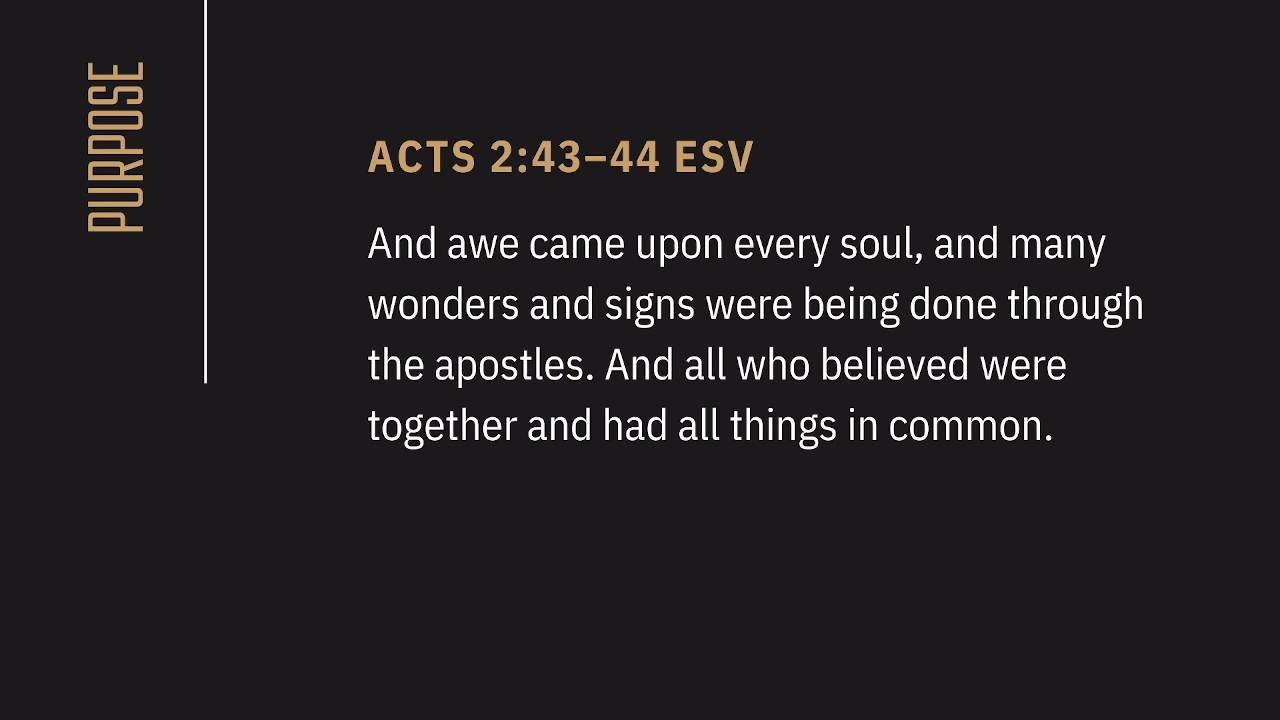 PURPOSE
ACTS 2:43–44 ESV
And awe came upon every soul, and many
wonders and signs were being done through
the apostles. And all who believed were
together and had all things in common.